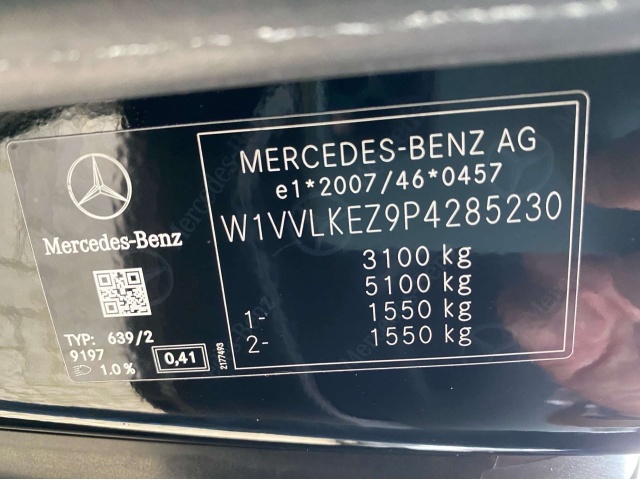 Mercedes-Benz
TYP: 639/2
9197
1.0 %
0,41
2177493
MERCEDES-BENZ AG
e1*2007/46*0457
W1VVLKEZ9P4285230
3100 kg
5100 kg
1- 1550 kg
2- 1550 kg